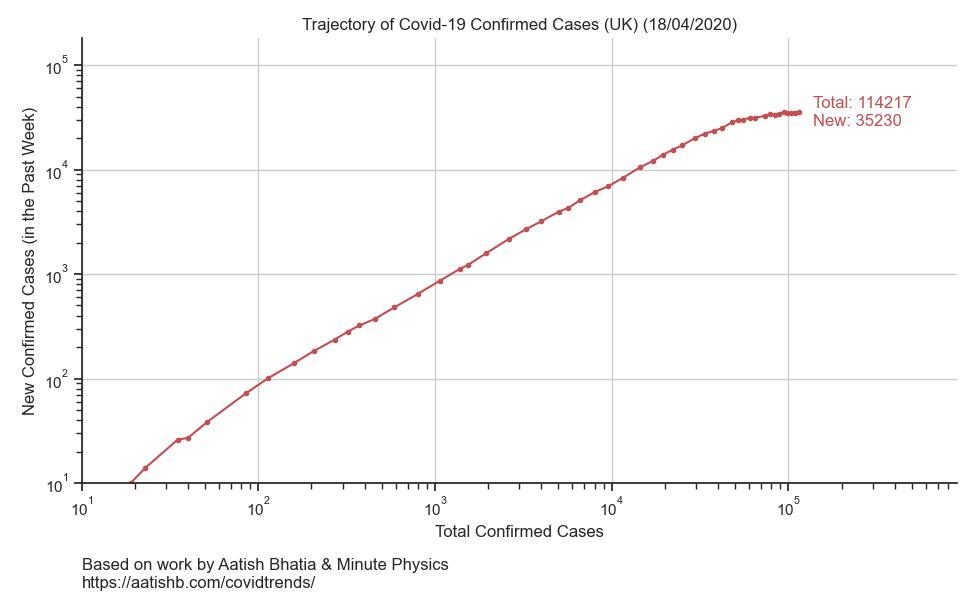 Trajectory of Covid-19 Confirmed Cases (UK) (18/04/2020)
New Confirmed Cases (in the Past Week)
10^5
10^4
10^3
10^2
10^1
Total: 114217
New: 35230
10^1 10^2 10^3 10^4 10^5
Total Confirmed Cases
Based on work by Aatish Bhatia & Minute Physics
https://aatishb.com/covidtrends/